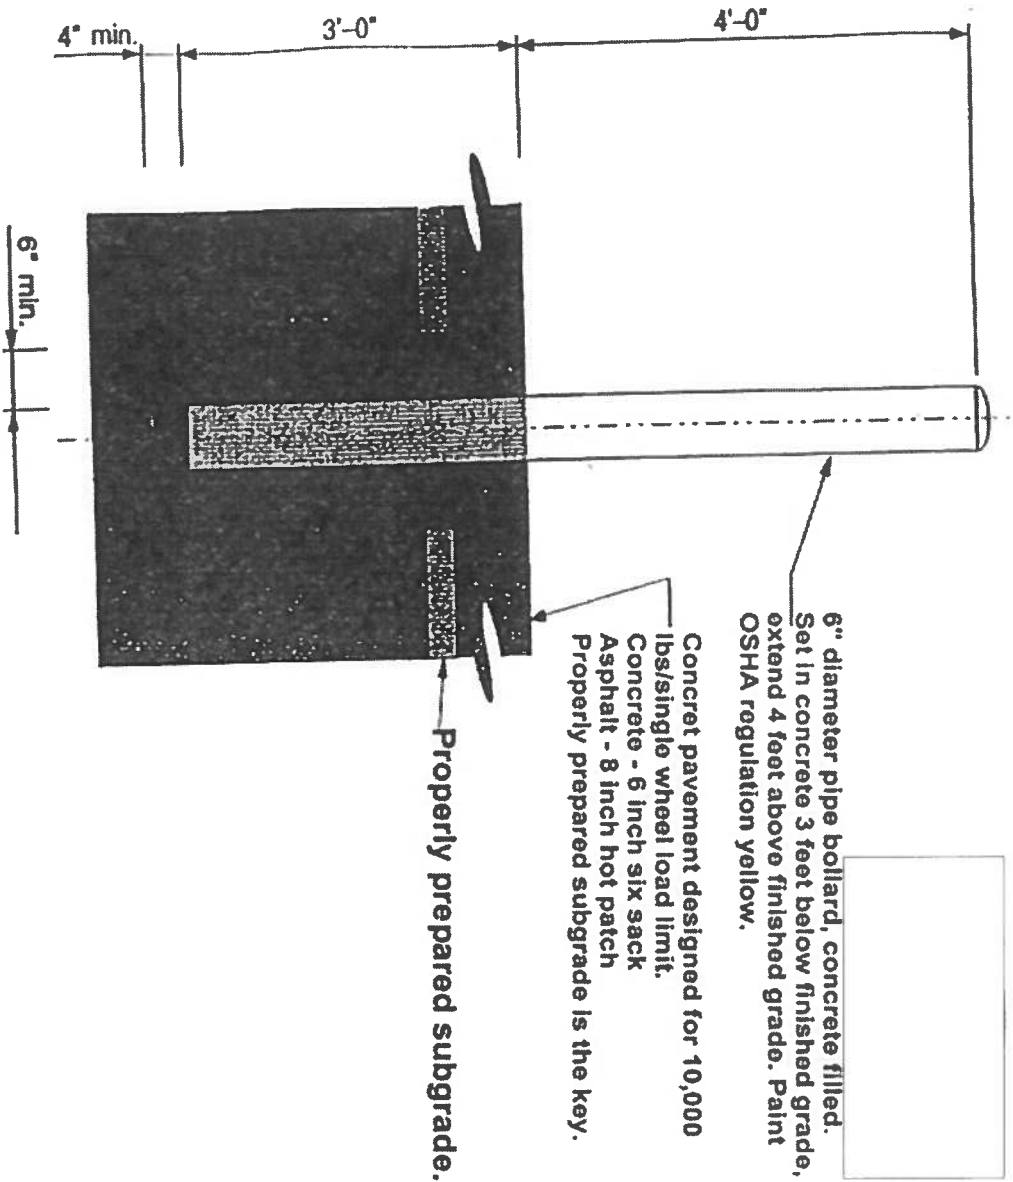 4" min.
3'-0"
4'-0"
6" min.
6" diameter pipe bollard, concrete filled.
Set in concrete 3 feet below finished grade,
extend 4 feet above finished grade. Paint
OSHA regulation yellow.
Concret pavement designed for 10,000
lbs/single wheel load limit.
Concrete - 6 inch six sack
Asphalt - 8 inch hot patch
Properly prepared subgrade is the key.
Properly prepared subgrade.